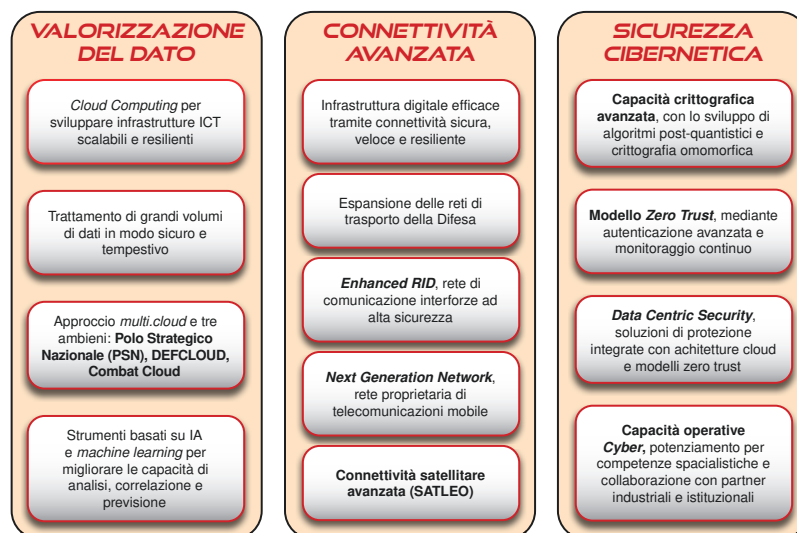 VALORIZZAZIONE
DEL DATO
Cloud Computing per
sviluppare infrastrutture ICT
scalabili e resilienti
Trattamento di grandi volumi
di dati in modo sicuro e
tempestivo
Approccio multi.cloud e tre
ambieni: Polo Strategico
Nazionale (PSN), DEFCLOUD,
Combat Cloud
Strumenti basati su IA
e machine learning per
migliorare le capacità di
analisi, correlazione e
previsione
CONNETTIVITÀ
AVANZATA
Infrastruttura digitale efficace
tramite connettività sicura,
veloce e resiliente
Espansione delle reti di
trasporto della Difesa
Enhanced RID, rete di
comunicazione interforze ad
alta sicurezza
Next Generation Network,
rete proprietaria di
telecomunicazioni mobile
Connettività satellitare
avanzata (SATLEO)
SICUREZZA
CIBERNETICA
Capacità crittografica
avanzata, con lo sviluppo di
algoritmi post-quantistici e
crittografia omomorfica
Modello Zero Trust, mediante
autenticazione avanzata e
monitoraggio continuo
Data Centric Security,
soluzioni di protezione
integrate con achitetture cloud
e modelli zero trust
Capacità operative
Cyber, potenziamento per
competenze spacialistiche e
collaborazione con partner
industriali e istituzionali